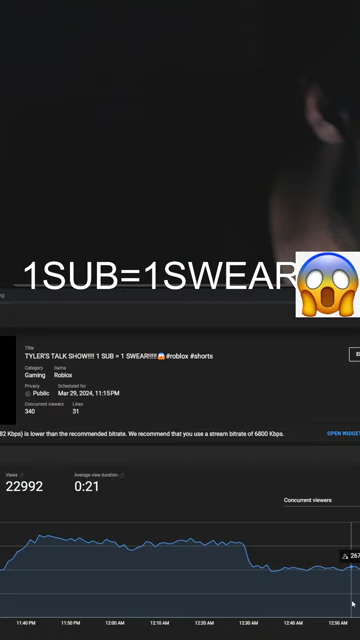 1SUB=1SWEAR
Title
TYLER'S TALK SHOW!!!! 1 SUB = 1 SWEAR!!!!!😱#roblox #shorts
Category Game
Gaming Roblox
Privacy Scheduled for
Public Mar 29, 2024, 11:15 PM
Concurrent viewers Likes
340 31
82 Kbps) is lower than the recommended bitrate. We recommend that you use a stream bitrate of 6800 Kbps.
OPEN WIDGE
Views Average view duration
22992 0:21
Concurrent viewers
267
11:40 PM 11:50 PM 12:00 AM 12:10 AM 12:20 AM 12:30 AM 12:40 AM 12:50 AM